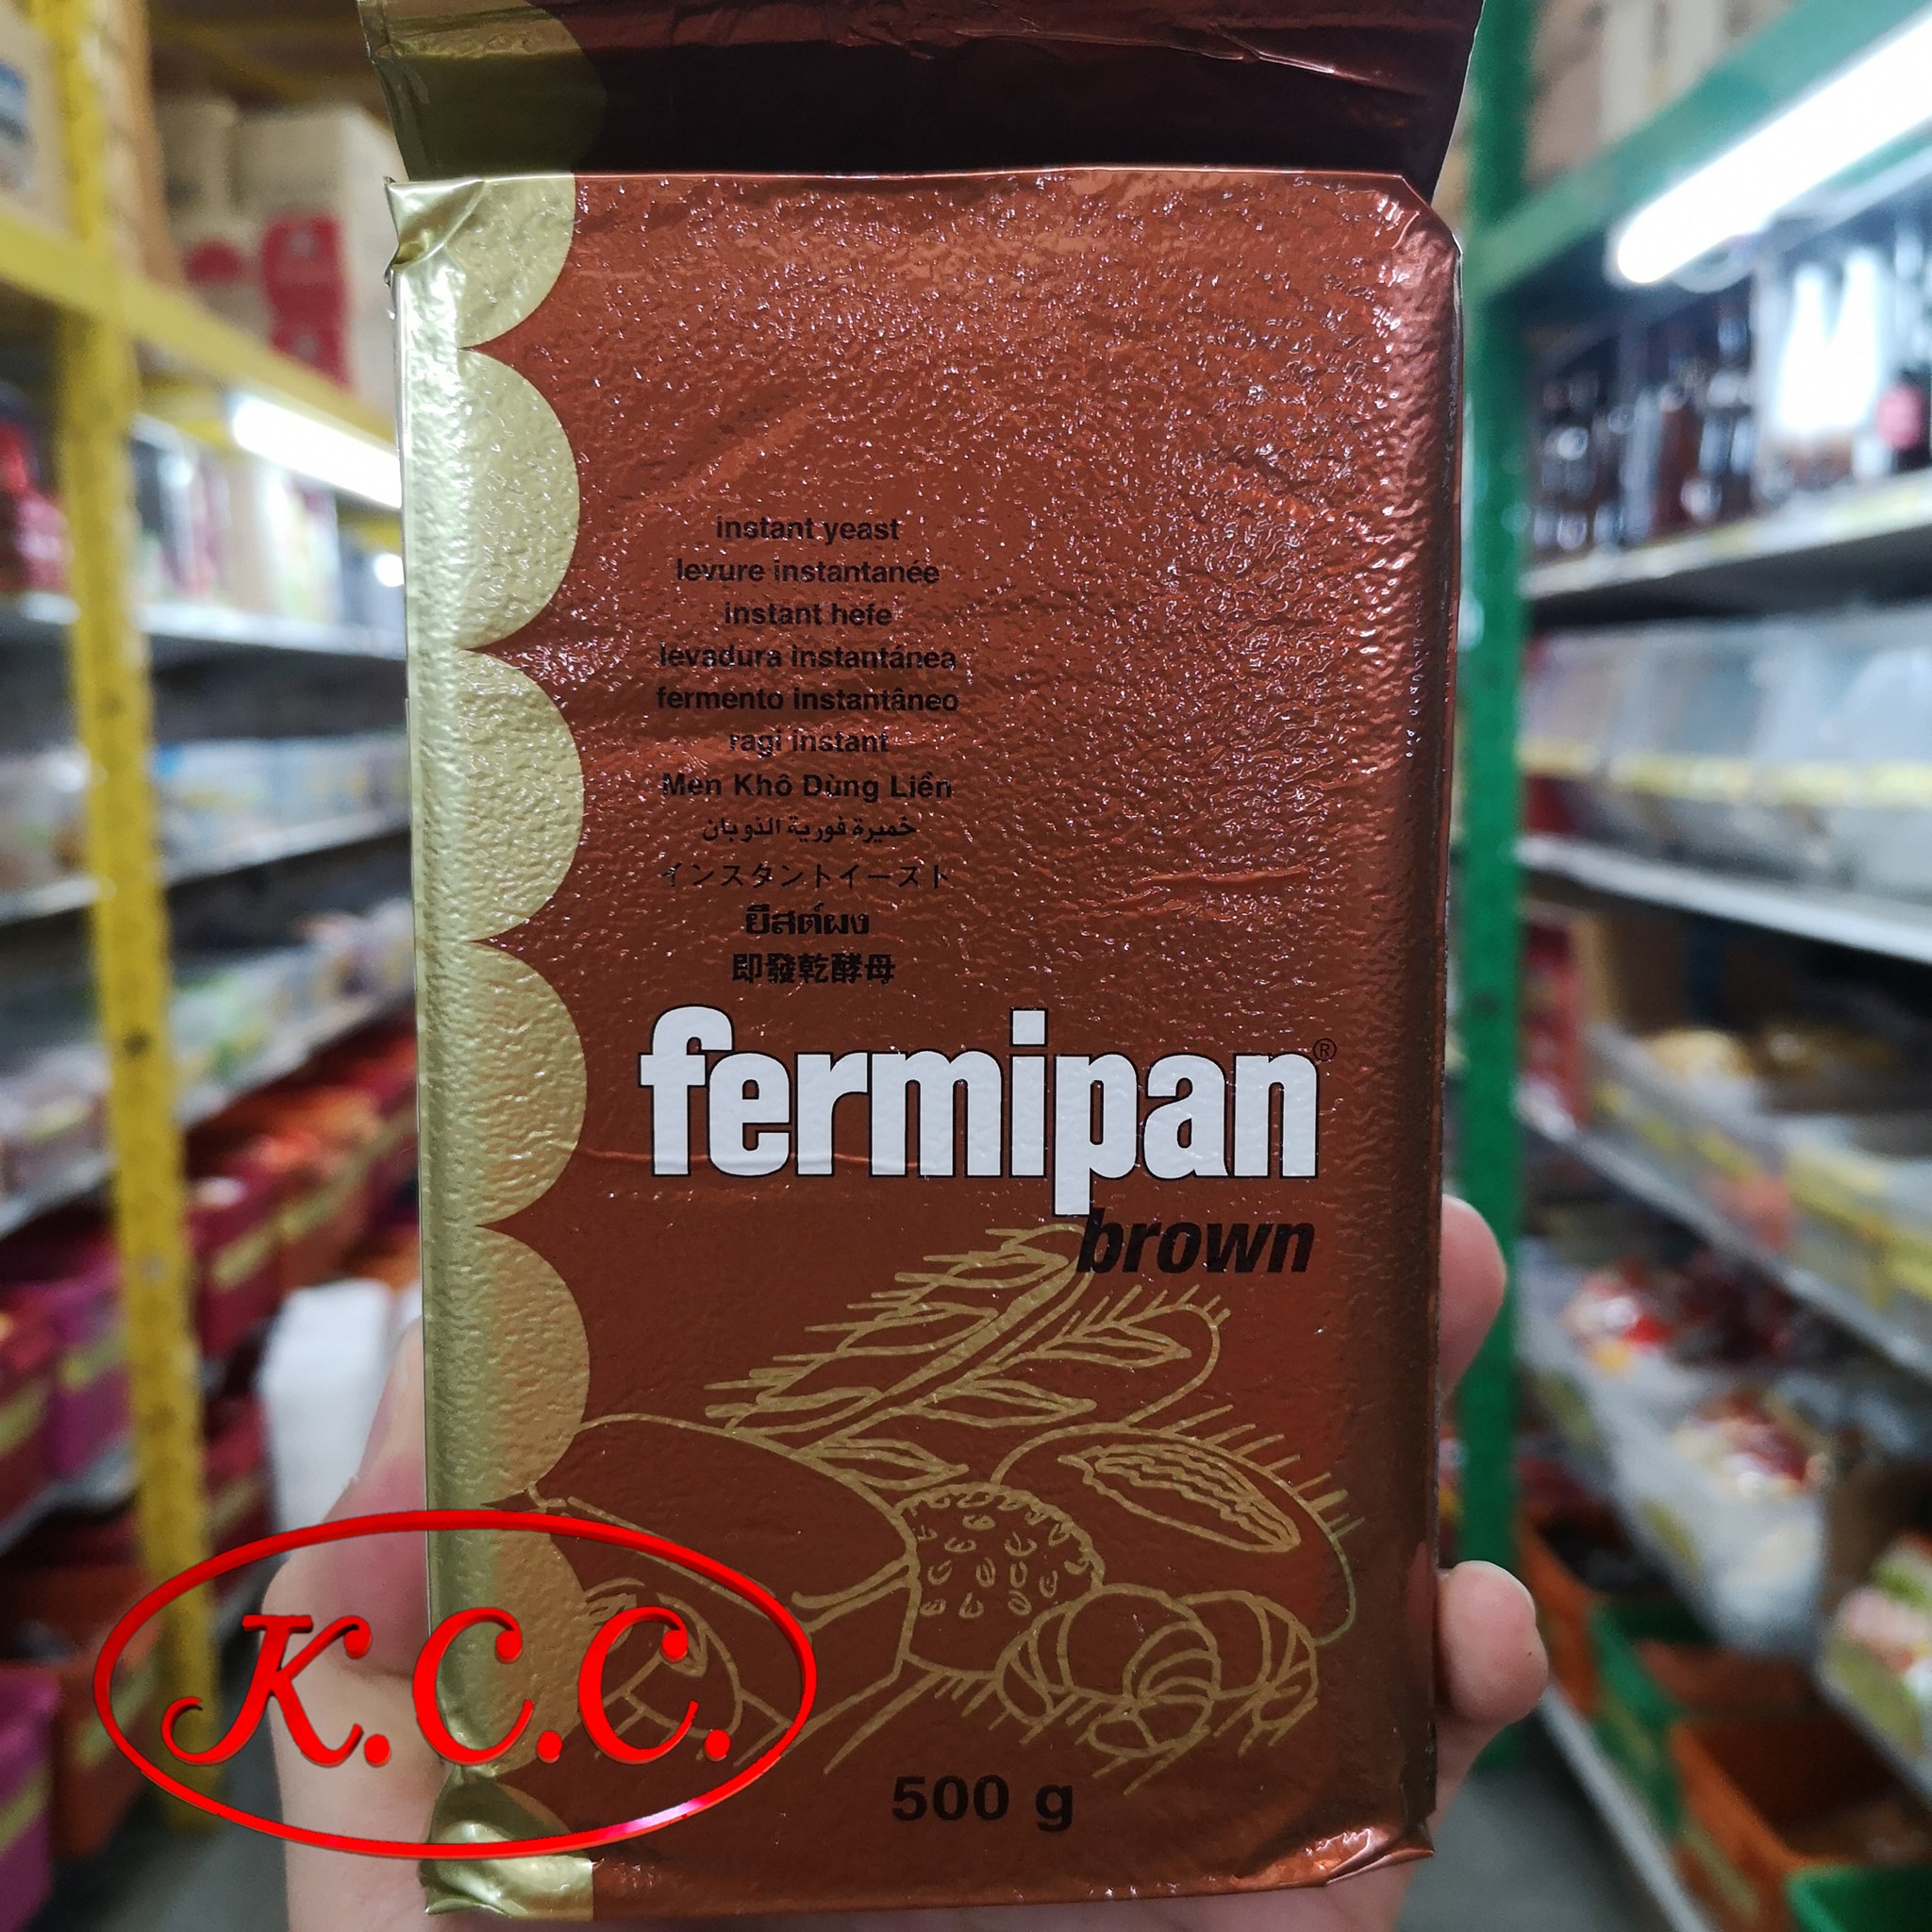 instant yeast
levure instantanée
instant hefe
levadura instantánea
fermento instantâneo
ragi instant
Men Khô Dùng Liền
خميرة فورية الذوبان
インスタントイースト
ยีสต์ผง
即發乾酵母
fermipan®
brown
K.C.C.
500 g